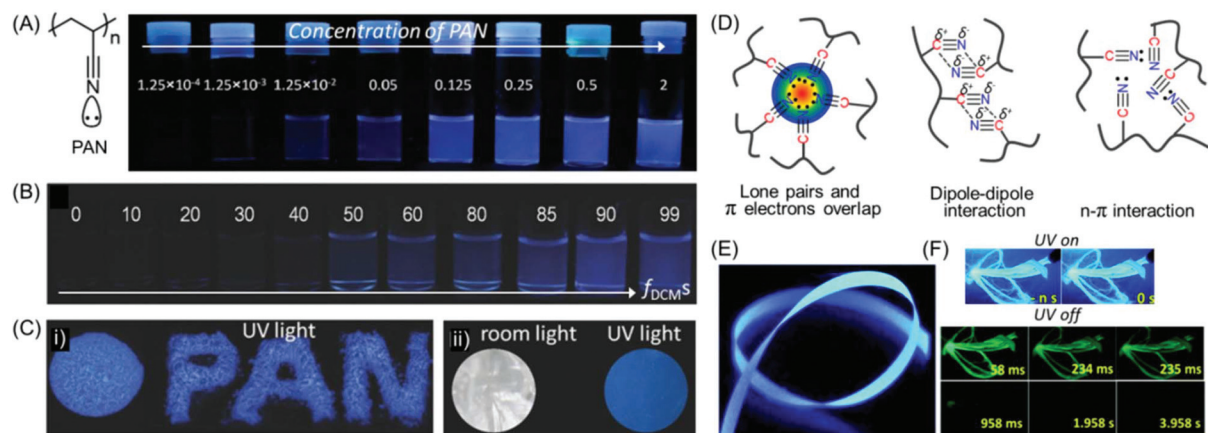 (A)
n
C
N
PAN
Concentration of PAN
1.25×10⁻⁴ 1.25×10⁻³ 1.25×10⁻² 0.05 0.125 0.25 0.5 2
(B)
0 10 20 30 40 50 60 80 85 90 99
fDCMs
(C)
i)
UV light
PAN
ii)
room light UV light
(D)
C N C N C N C N C N
Lone pairs and
π electrons overlap
δ⁺ δ⁻
C N
δ⁻ δ⁺
N C
δ⁺ δ⁻
C N
δ⁻ δ⁺
N C
Dipole-dipole
interaction
C N C N C N C N C N
n-π interaction
(E)
(F)
UV on
- n s 0 s
UV off
58 ms 234 ms 235 ms
958 ms 1.958 s 3.958 s